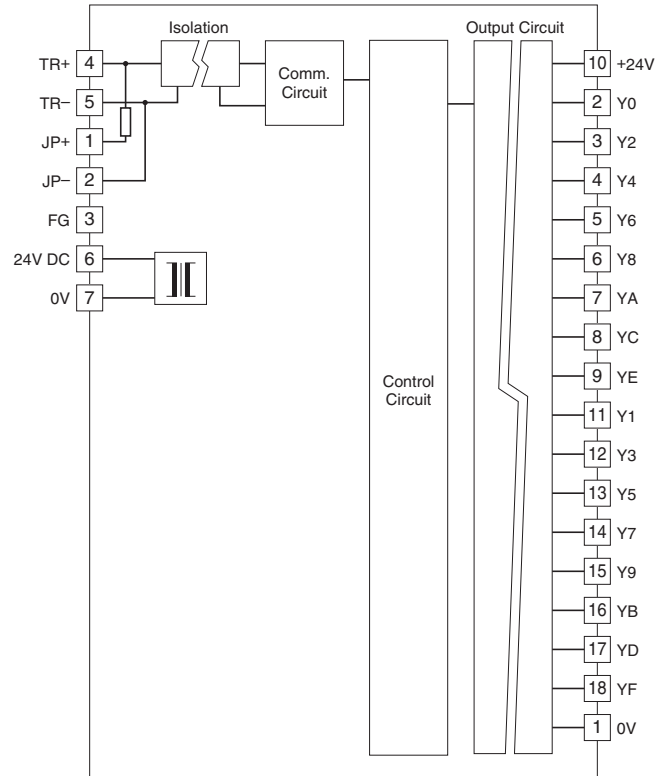 Isolation
Output Circuit
TR+ 4
TR– 5
JP+ 1
JP– 2
FG 3
24V DC 6
0V 7
Comm.
Circuit
Control
Circuit
10 +24V
2 Y0
3 Y2
4 Y4
5 Y6
6 Y8
7 YA
8 YC
9 YE
11 Y1
12 Y3
13 Y5
14 Y7
15 Y9
16 YB
17 YD
18 YF
1 0V